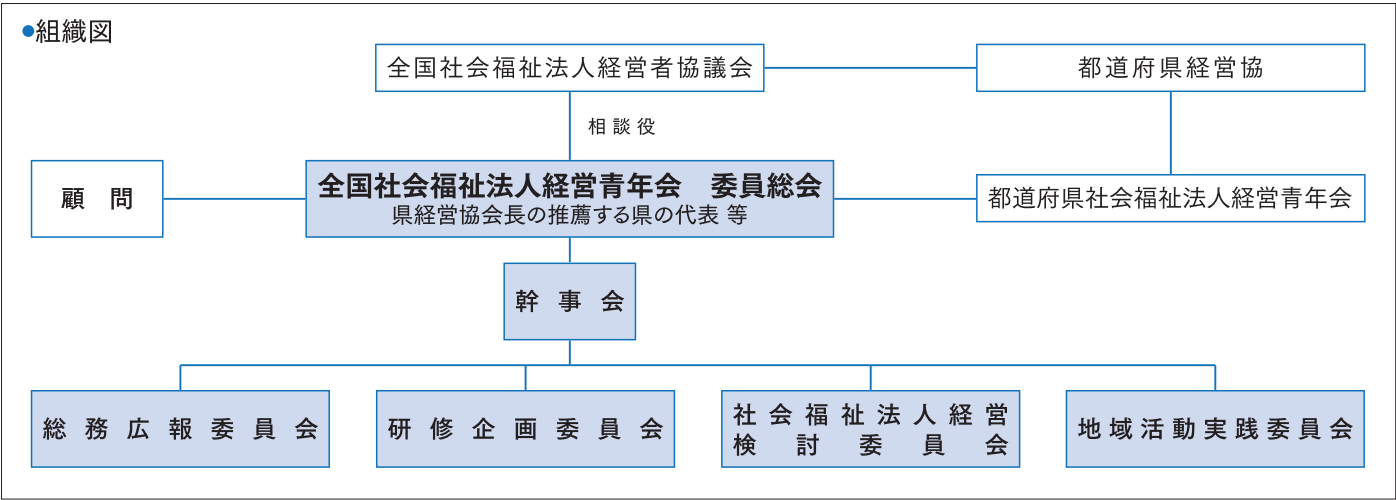 ●組織図
全国社会福祉法人経営者協議会
都道府県経営協
相談役
顧問
全国社会福祉法人経営青年会 委員総会
県経営協会長の推薦する県の代表 等
都道府県社会福祉法人経営青年会
幹事会
総務広報委員会
研修企画委員会
社会福祉法人経営
検討委員会
地域活動実践委員会